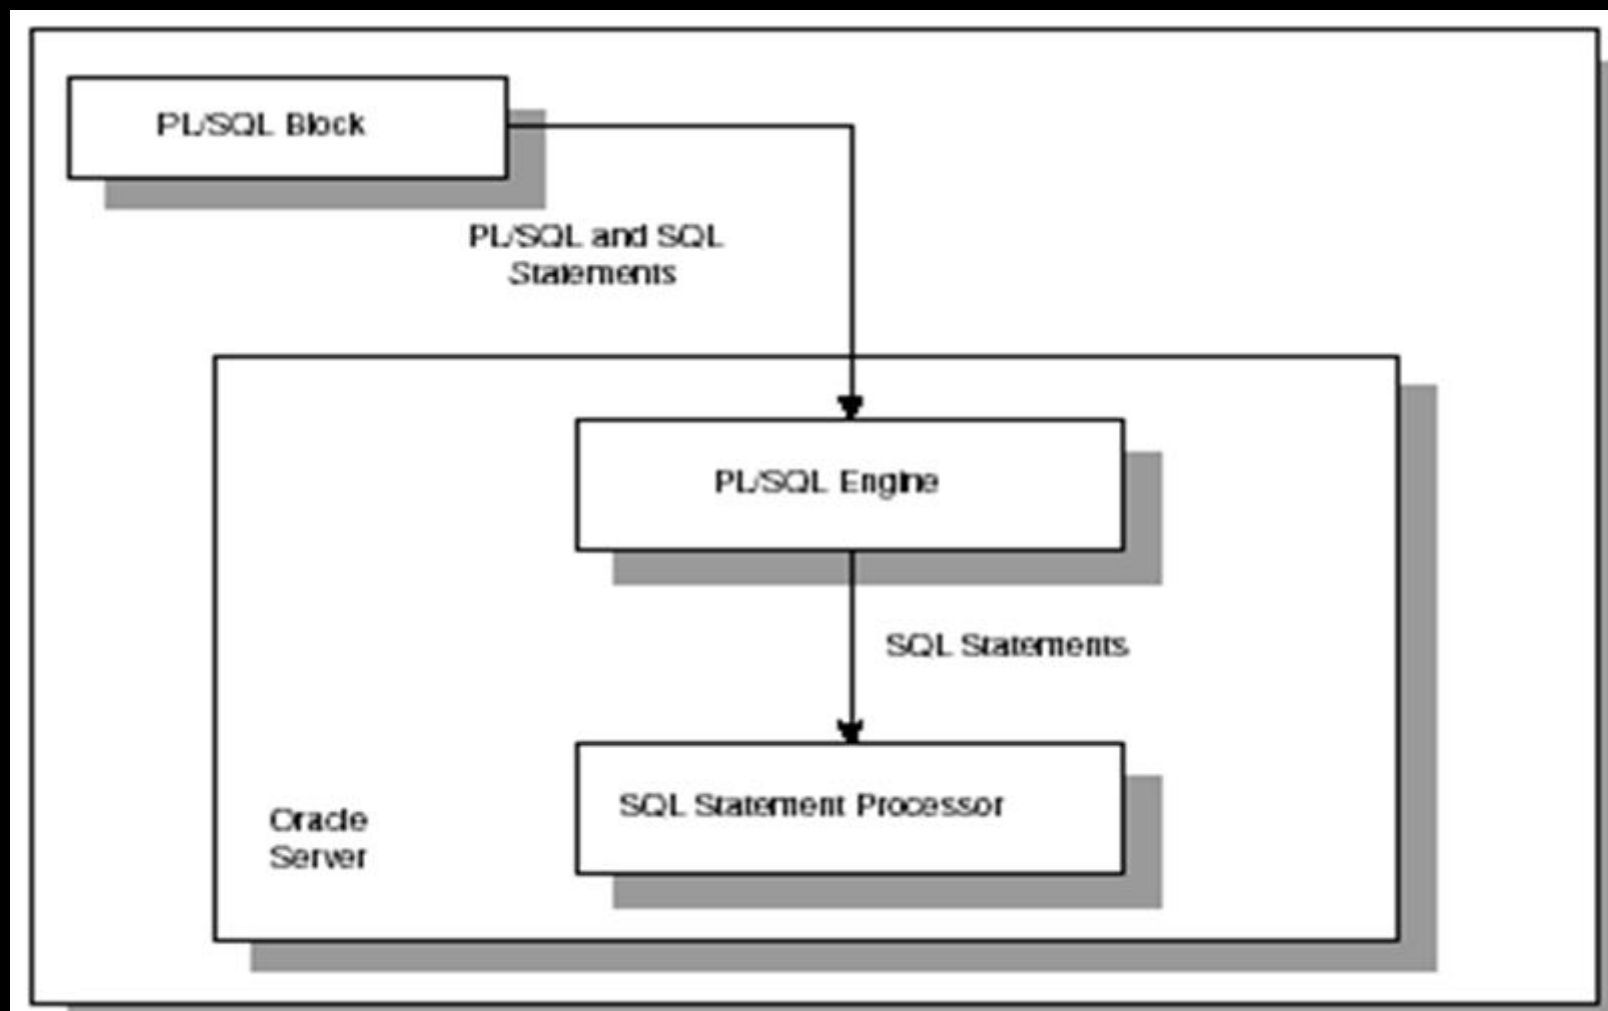 PL/SQL Block
PL/SQL and SQL
Statements
PL/SQL Engine
SQL Statements
SQL Statement Processor
Oracle
Server